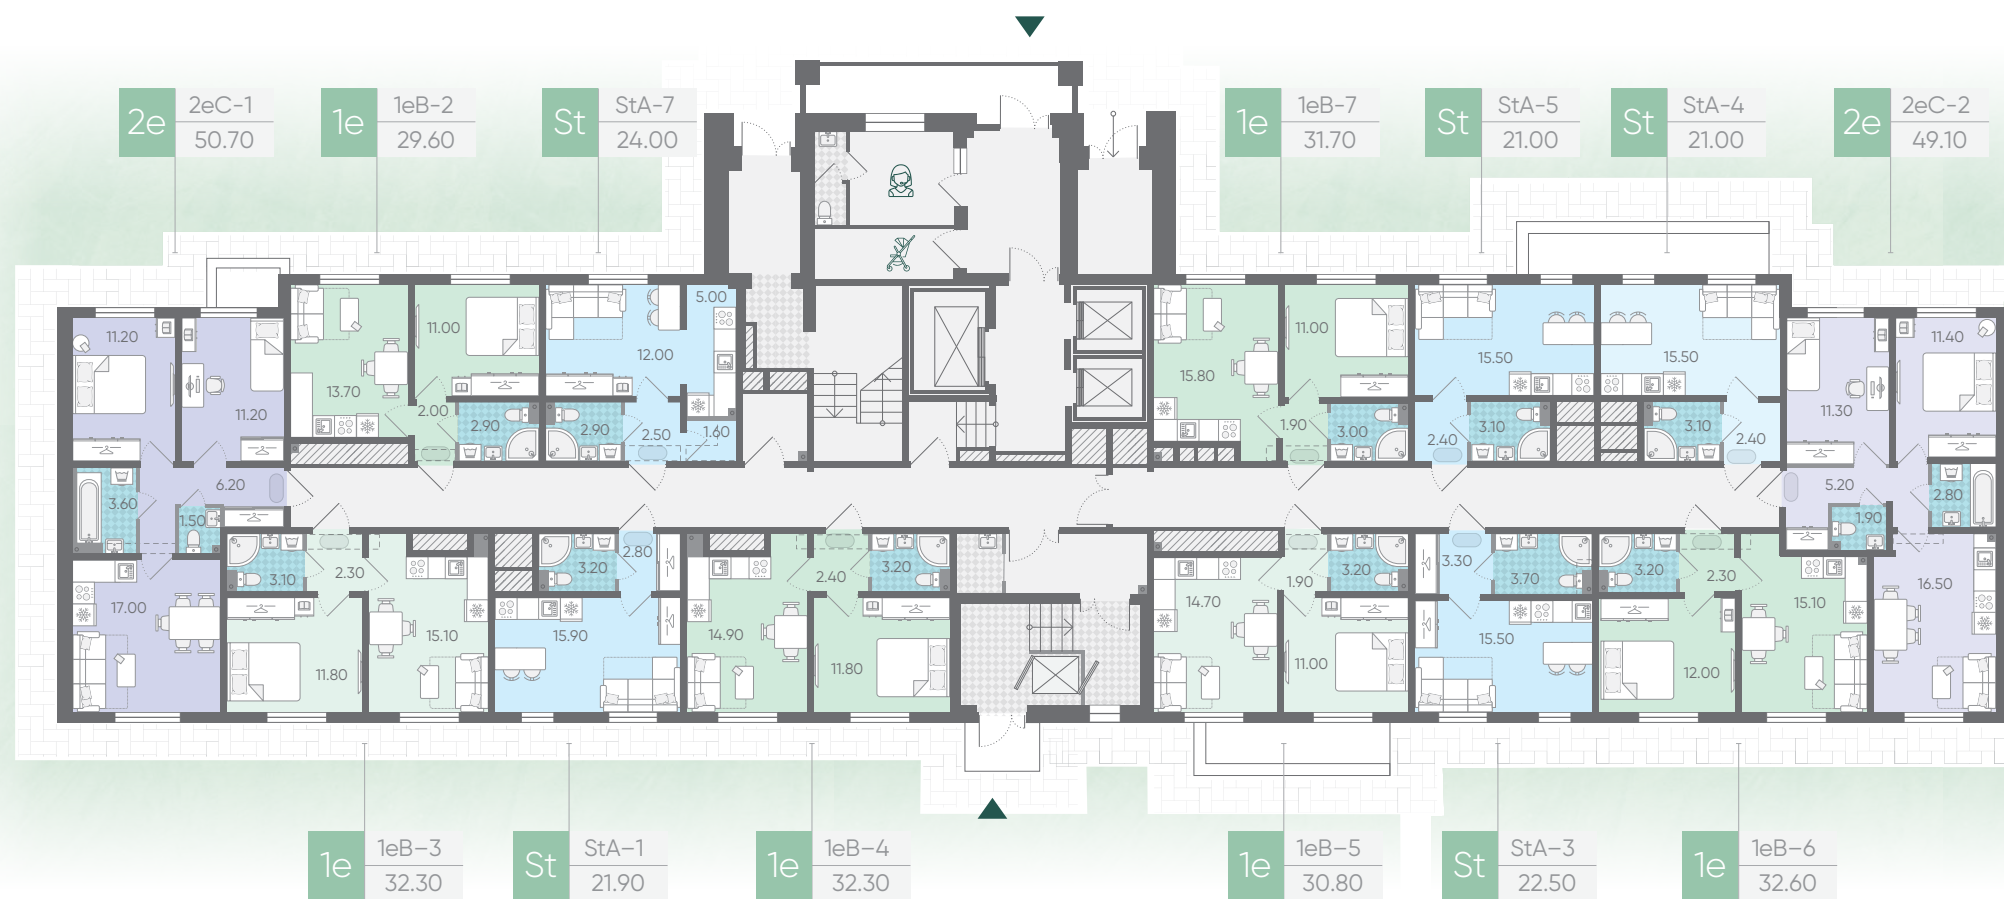 2e
2eC-1
50.70
1e
1eB-2
29.60
St
StA-7
24.00
1e
1eB-7
31.70
St
StA-5
21.00
St
StA-4
21.00
2e
2eC-2
49.10
11.20
11.20
13.70
11.00
2.00
2.90
2.90
12.00
5.00
2.50
1.60
15.80
11.00
1.90
3.00
15.50
2.40
3.10
15.50
3.10
2.40
11.30
11.40
6.20
3.60
1.50
5.20
2.80
1.90
17.00
3.10
2.30
11.80
15.10
3.20
2.80
15.90
14.90
2.40
3.20
11.80
14.70
1.90
3.20
11.00
3.30
3.70
15.50
3.20
2.30
12.00
15.10
16.50
1e
1eB-3
32.30
St
StA-1
21.90
1e
1eB-4
32.30
1e
1eB-5
30.80
St
StA-3
22.50
1e
1eB-6
32.60